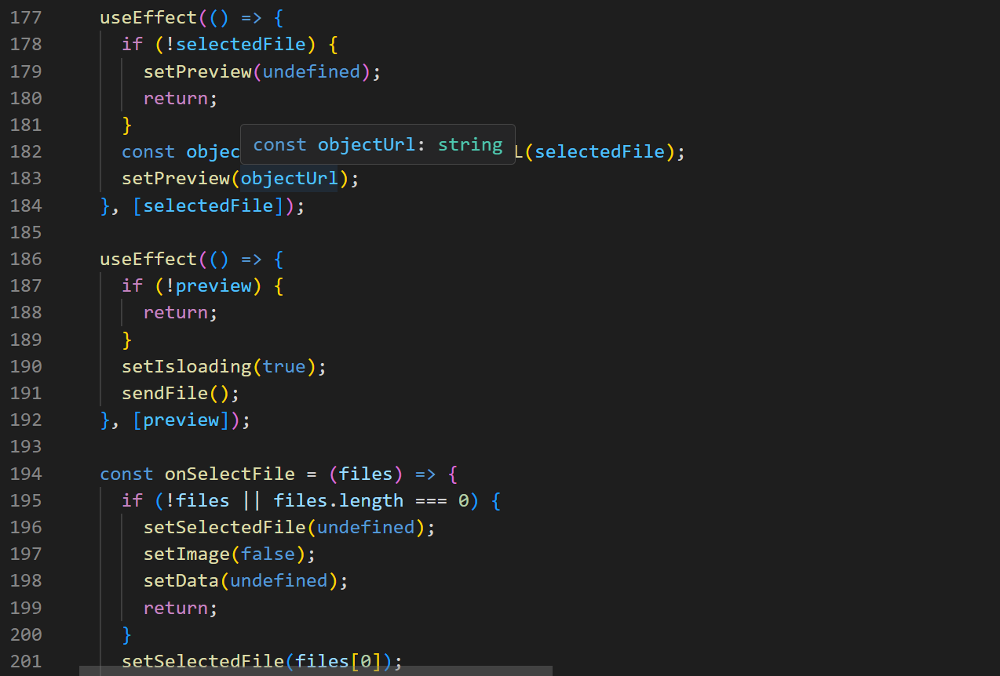 177 useEffect(() => {
178 if (!selectedFile) {
179 setPreview(undefined);
180 return;
181 }
const objectUrl: string
182 const objec L(selectedFile);
183 setPreview(objectUrl);
184 }, [selectedFile]);
185
186 useEffect(() => {
187 if (!preview) {
188 return;
189 }
190 setIsloading(true);
191 sendFile();
192 }, [preview]);
193
194 const onSelectFile = (files) => {
195 if (!files || files.length === 0) {
196 setSelectedFile(undefined);
197 setImage(false);
198 setData(undefined);
199 return;
200 }
201 setSelectedFile(files[0]);